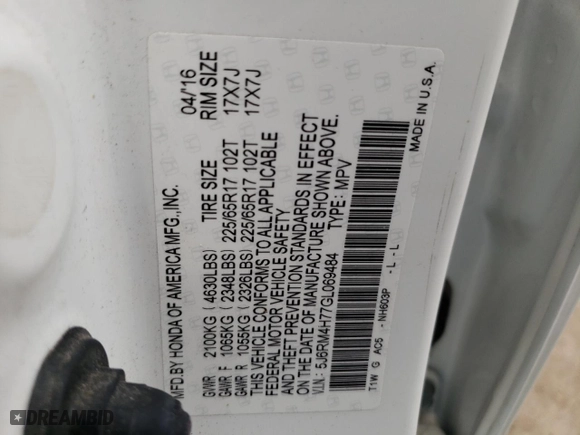 MFD.BY HONDA OF AMERICA MFG.,INC. 04/'16
TIRE SIZE RIM SIZE
GVWR 2100KG (4630LBS)
GAWR F 1065KG (2348LBS) 225/65R17 102T 17X7J
GAWR R 1055KG (2326LBS) 225/65R17 102T 17X7J
THIS VEHICLE CONFORMS TO ALL APPLICABLE
FEDERAL MOTOR VEHICLE SAFETY
AND THEFT PREVENTION STANDARDS IN EFFECT
ON THE DATE OF MANUFACTURE SHOWN ABOVE.
V.I.N.: 5J6RM4H77GL069484 TYPE: MPV
T1W G AC5 -NH603P -L -L
MADE IN U.S.A.
DREAMBID